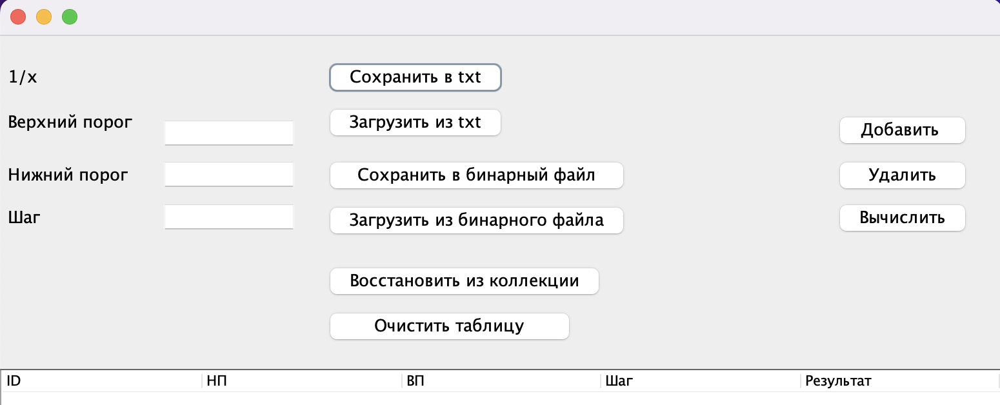 1/x
Сохранить в txt
Верхний порог
Загрузить из txt
Добавить
Нижний порог
Сохранить в бинарный файл
Удалить
Шаг
Загрузить из бинарного файла
Вычислить
Восстановить из коллекции
Очистить таблицу
ID НП ВП Шаг Результат